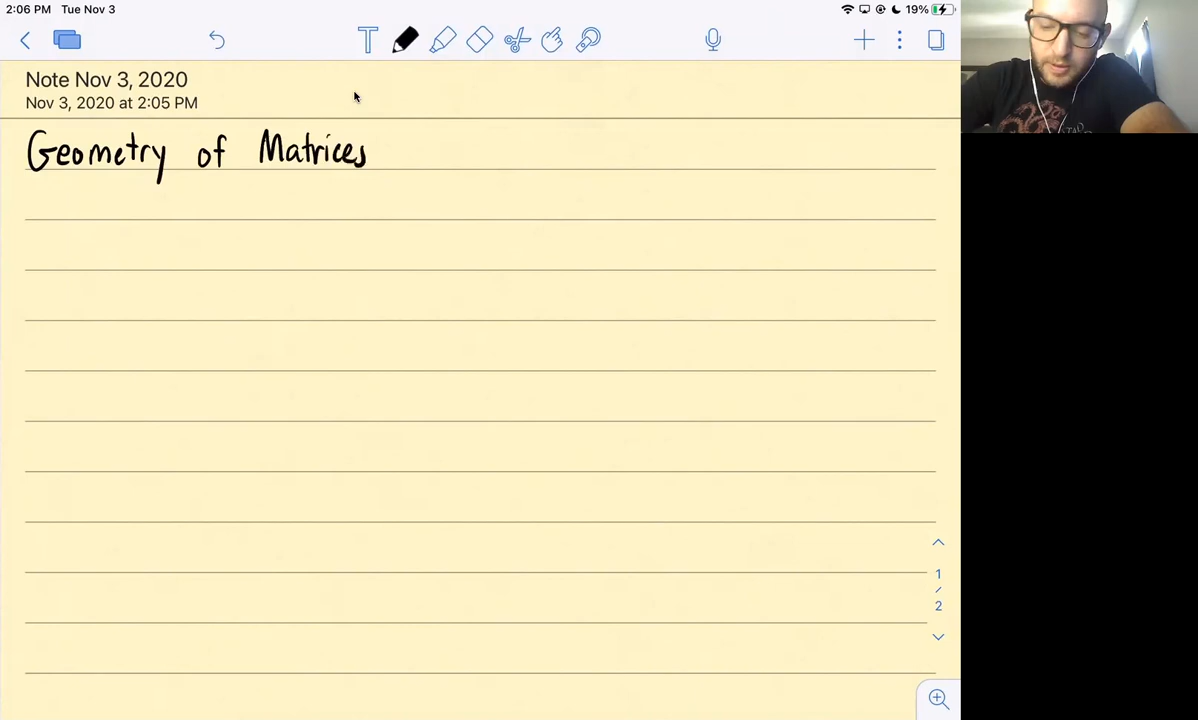 2:06 PM Tue Nov 3 19%
T
Note Nov 3, 2020
Nov 3, 2020 at 2:05 PM
Geometry of Matrices
1
/
2